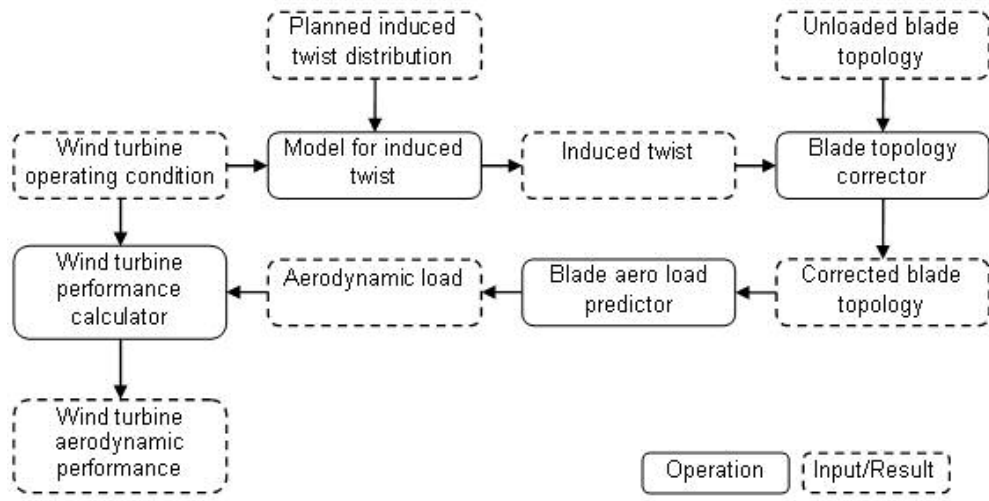 Planned induced
twist distribution
Unloaded blade
topology
Wind turbine
operating condition
Model for induced
twist
Induced twist
Blade topology
corrector
Wind turbine
performance
calculator
Aerodynamic load
Blade aero load
predictor
Corrected blade
topology
Wind turbine
aerodynamic
performance
Operation
Input/Result